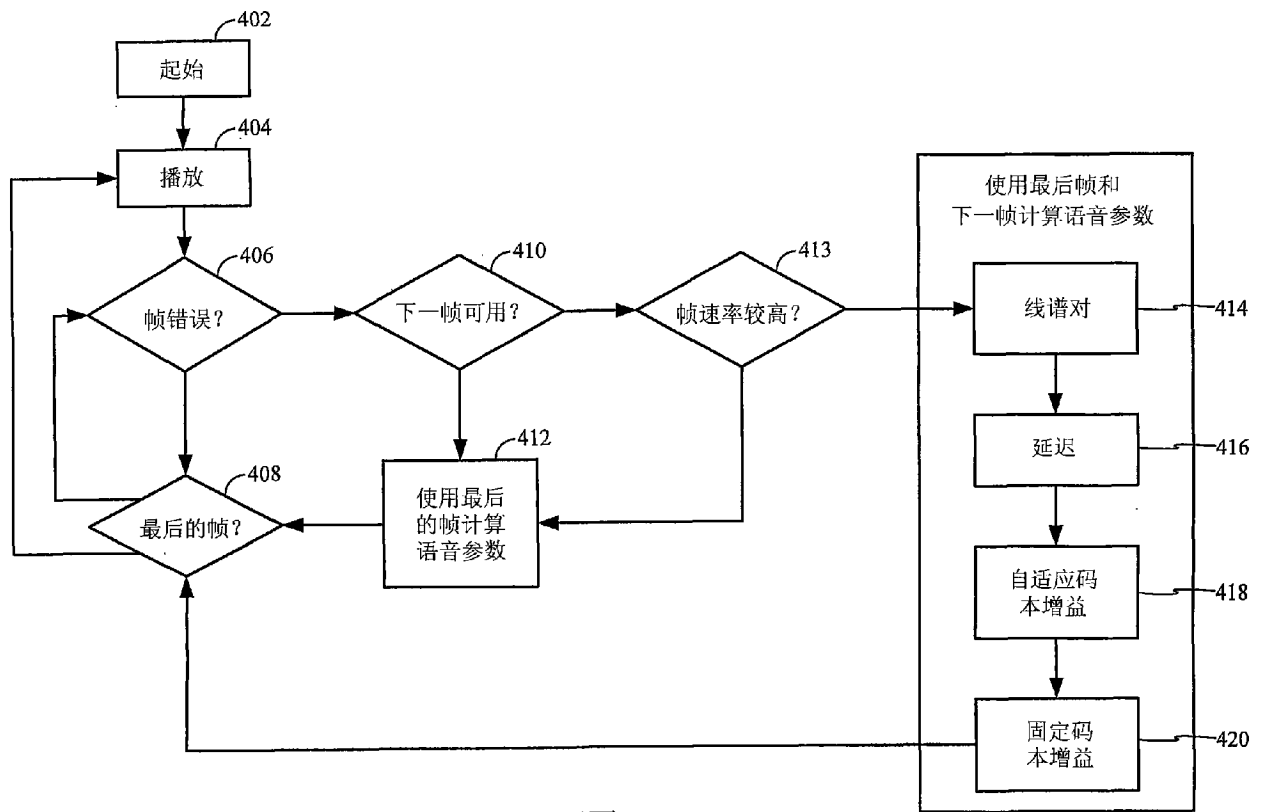 402
起始
404
播放
406
帧错误?
410
下一帧可用?
413
帧速率较高?
使用最后帧和
下一帧计算语音参数
线谱对
414
延迟
416
自适应码
本增益
418
固定码
本增益
420
412
使用最后
的帧计算
语音参数
408
最后的帧?